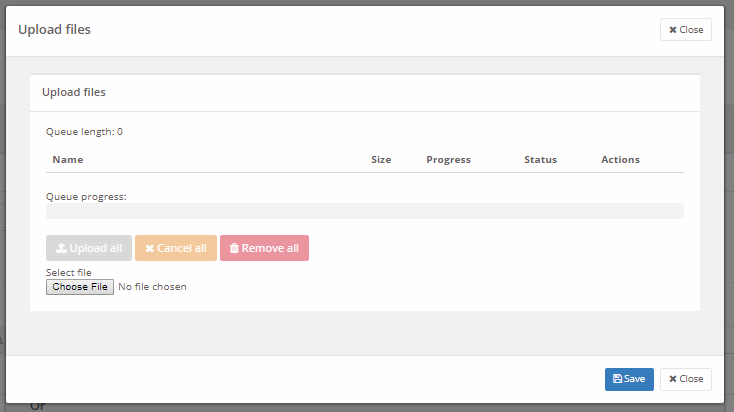 Upload files
✖ Close
Upload files
Queue length: 0
Name Size Progress Status Actions
Queue progress:
Upload all ✖ Cancel all Remove all
Select file
Choose File No file chosen
Save ✖ Close
Or